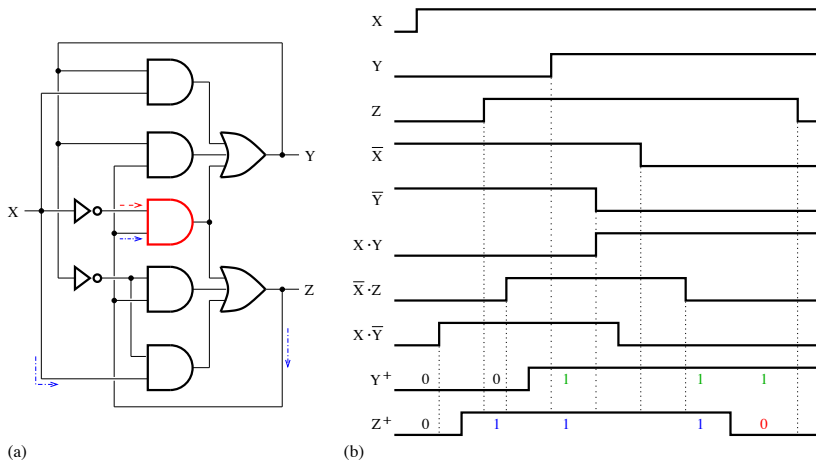 X
Y
Z
X
Y
Z
X̅
Y̅
X·Y
X̅·Z
X·Y̅
Y⁺ 0 0 1 1 1
Z⁺ 0 1 1 1 0
(a)
(b)